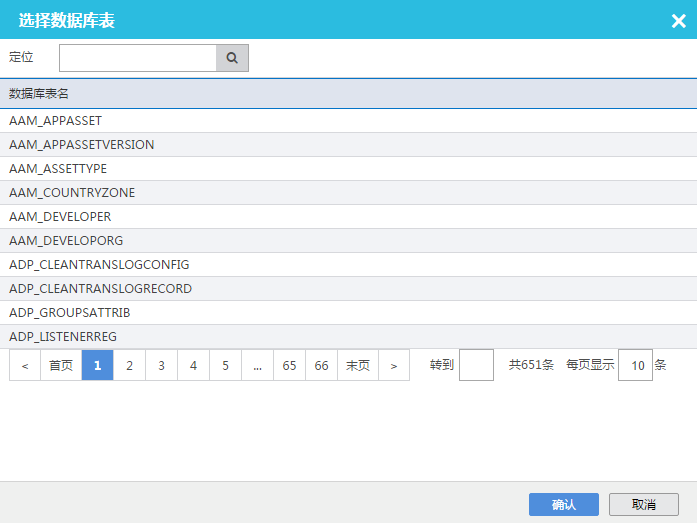 选择数据库表
定位
数据库表名
AAM_APPASSET
AAM_APPASSETVERSION
AAM_ASSETTYPE
AAM_COUNTRYZONE
AAM_DEVELOPER
AAM_DEVELOPORG
ADP_CLEANTRANSLOGCONFIG
ADP_CLEANTRANSLOGRECORD
ADP_GROUPSATTRIB
ADP_LISTENERREG
< 首页 1 2 3 4 5 ... 65 66 末页 > 转到 共651条 每页显示 10 条
确认 取消